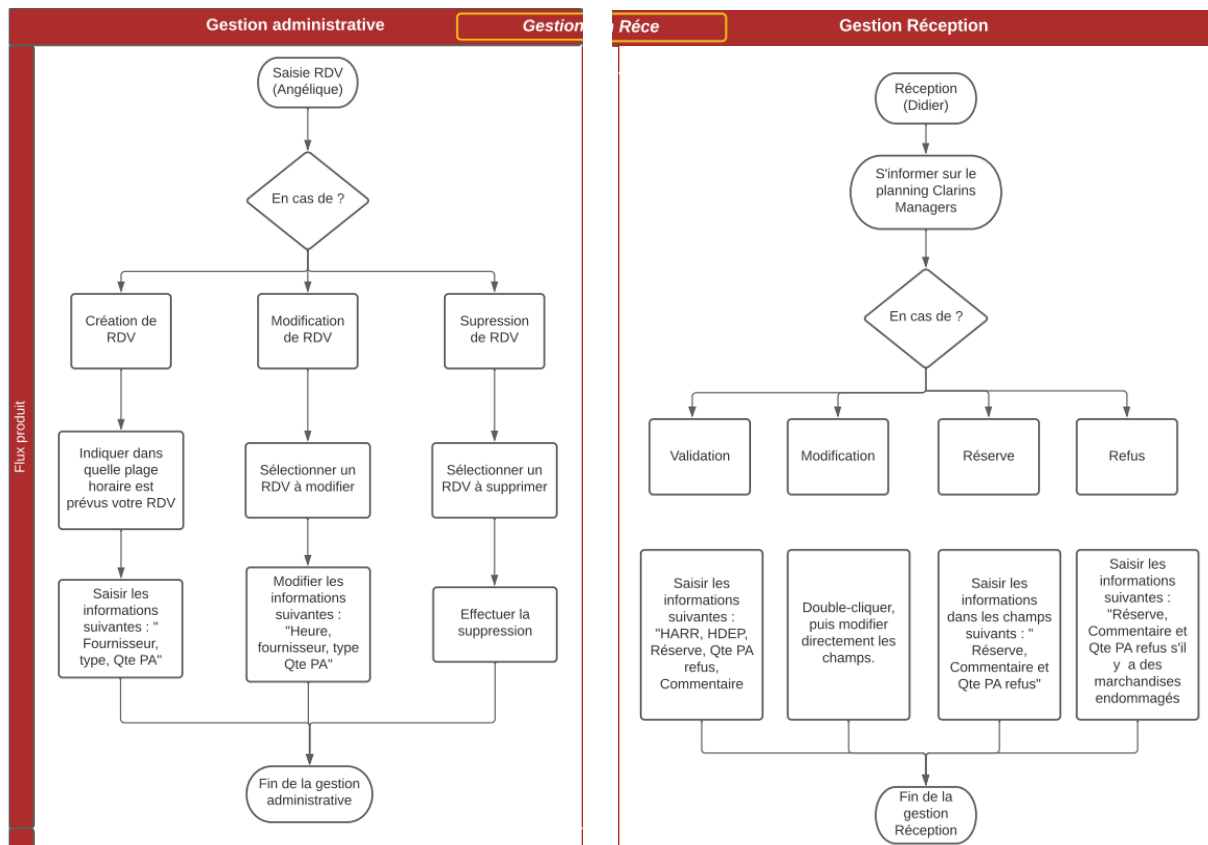 Gestion administrative
Gestion
n Réce
Gestion Réception
Flux produit
Saisie RDV
(Angélique)
En cas de ?
Création de
RDV
Modification
de RDV
Supression
de RDV
Indiquer dans
quelle plage
horaire est
prévus votre RDV
Sélectionner un
RDV à modifier
Sélectionner un
RDV à supprimer
Saisir les
informations
suivantes : "
Fournisseur,
type, Qte PA"
Modifier les
informations
suivantes :
"Heure,
fournisseur, type
Qte PA"
Effectuer la
suppression
Fin de la gestion
administrative
Réception
(Didier)
S'informer sur le
planning Clarins
Managers
En cas de ?
Validation
Modification
Réserve
Refus
Saisir les
informations
suivantes :
"HARR, HDEP,
Réserve, Qte PA
refus,
Commentaire
Double-cliquer,
puis modifier
directement les
champs.
Saisir les
informations
dans les champs
suivants : "
Réserve,
Commentaire et
Qte PA refus"
Saisir les
informations
suivantes :
"Réserve,
Commentaire et
Qte PA refus s'il
y a des
marchandises
endommagés
Fin de la
gestion
Réception